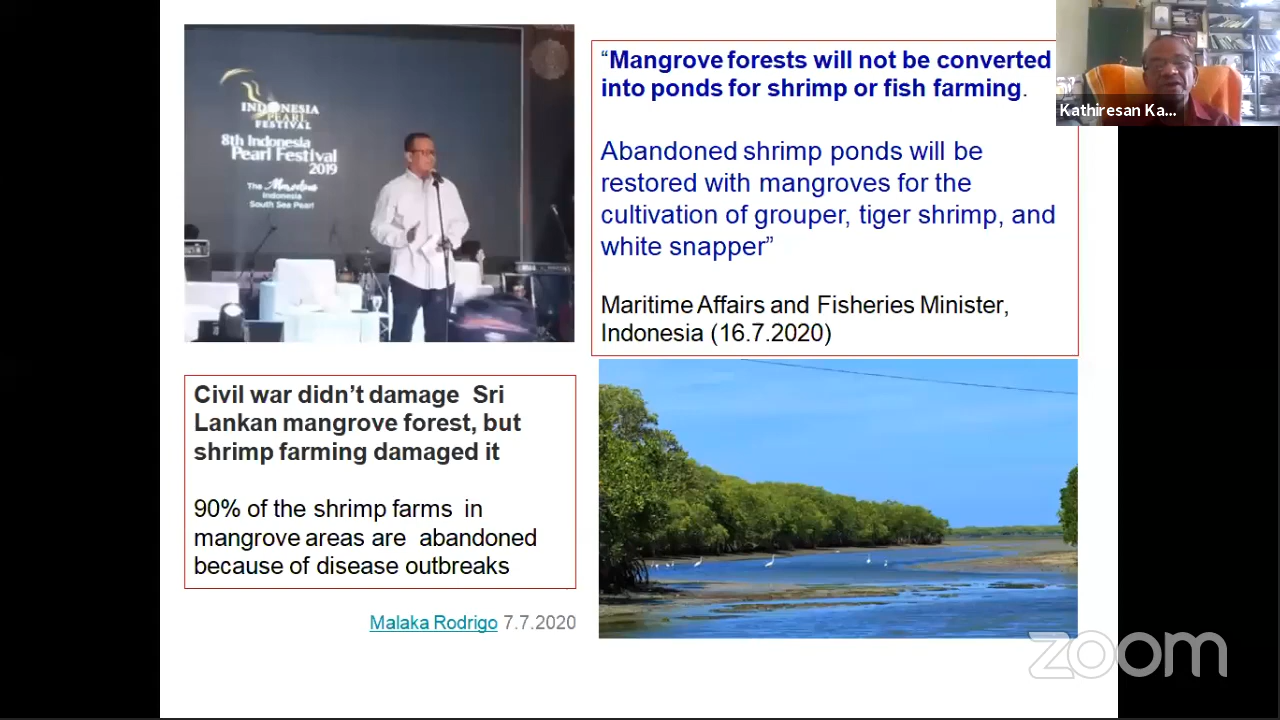 INDONESIA
PEARL
FESTIVAL
8th Indonesia
Pearl Festival
2019
The
Indonesia
South Sea Pearl
“Mangrove forests will not be converted
into ponds for shrimp or fish farming.
Abandoned shrimp ponds will be
restored with mangroves for the
cultivation of grouper, tiger shrimp, and
white snapper”
Maritime Affairs and Fisheries Minister,
Indonesia (16.7.2020)
Kathiresan Ka...
Civil war didn’t damage Sri
Lankan mangrove forest, but
shrimp farming damaged it
90% of the shrimp farms in
mangrove areas are abandoned
because of disease outbreaks
Malaka Rodrigo 7.7.2020
zoom